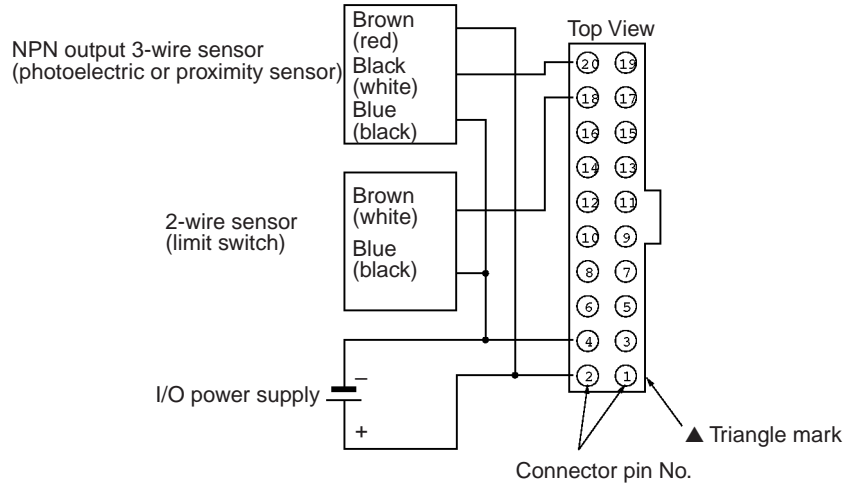 Top View
NPN output 3-wire sensor
(photoelectric or proximity sensor)
Brown
(red)
Black
(white)
Blue
(black)
2-wire sensor
(limit switch)
Brown
(white)
Blue
(black)
I/O power supply
–
+
20 19
18 17
16 15
14 13
12 11
10 9
8 7
6 5
4 3
2 1
▲ Triangle mark
Connector pin No.